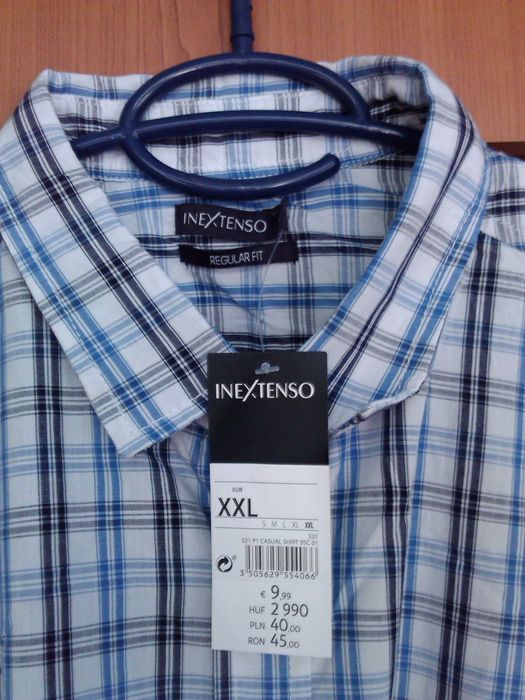 INEXTENSO
REGULAR FIT
INEXTENSO
EUR
XXL
S M L XL XXL
S21
S21 P1 CASUAL SHIRT BSC 01
3 505629 554066
€ 9,99
HUF 2 990
PLN 40,00
RON 45,00